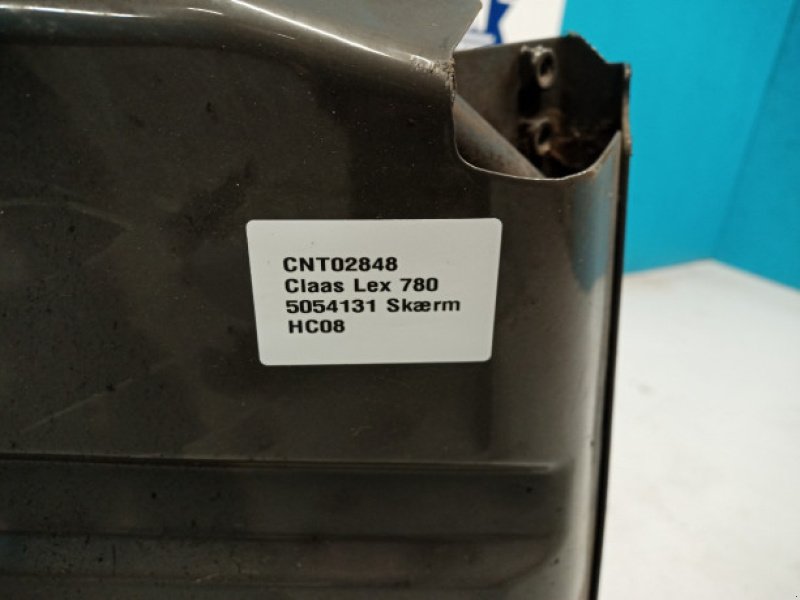 CNT02848
Claas Lex 780
5054131 Skærm
HC08